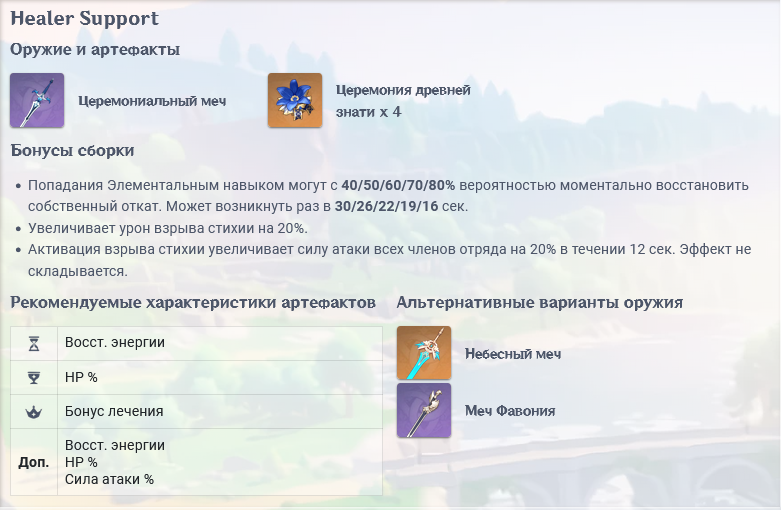 Healer Support
Оружие и артефакты
Церемониальный меч
Церемония древней
знати x 4
Бонусы сборки
Попадания Элементальным навыком могут с 40/50/60/70/80% вероятностью моментально восстановить
собственный откат. Может возникнуть раз в 30/26/22/19/16 сек.
Увеличивает урон взрыва стихии на 20%.
Активация взрыва стихии увеличивает силу атаки всех членов отряда на 20% в течении 12 сек. Эффект не
складывается.
Рекомендуемые характеристики артефактов
Восст. энергии
HP %
Бонус лечения
Доп.
Восст. энергии
HP %
Сила атаки %
Альтернативные варианты оружия
Небесный меч
Меч Фавония